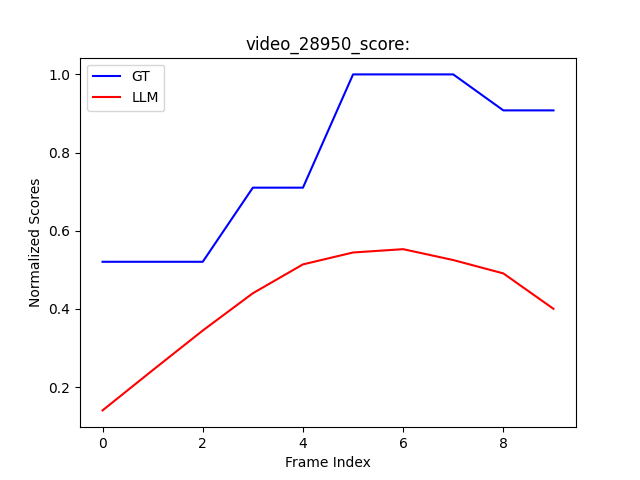 video_28950_score:
GT
LLM
Normalized Scores
1.0
0.8
0.6
0.4
0.2
0 2 4 6 8
Frame Index